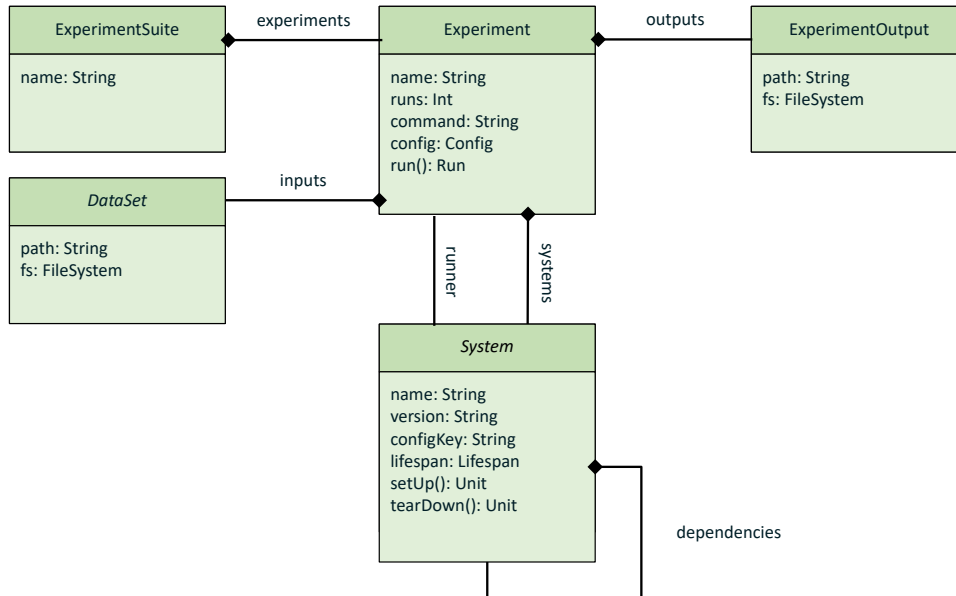 ExperimentSuite
name: String
experiments
Experiment
name: String
runs: Int
command: String
config: Config
run(): Run
outputs
ExperimentOutput
path: String
fs: FileSystem
DataSet
path: String
fs: FileSystem
inputs
runner
systems
System
name: String
version: String
configKey: String
lifespan: Lifespan
setUp(): Unit
tearDown(): Unit
dependencies